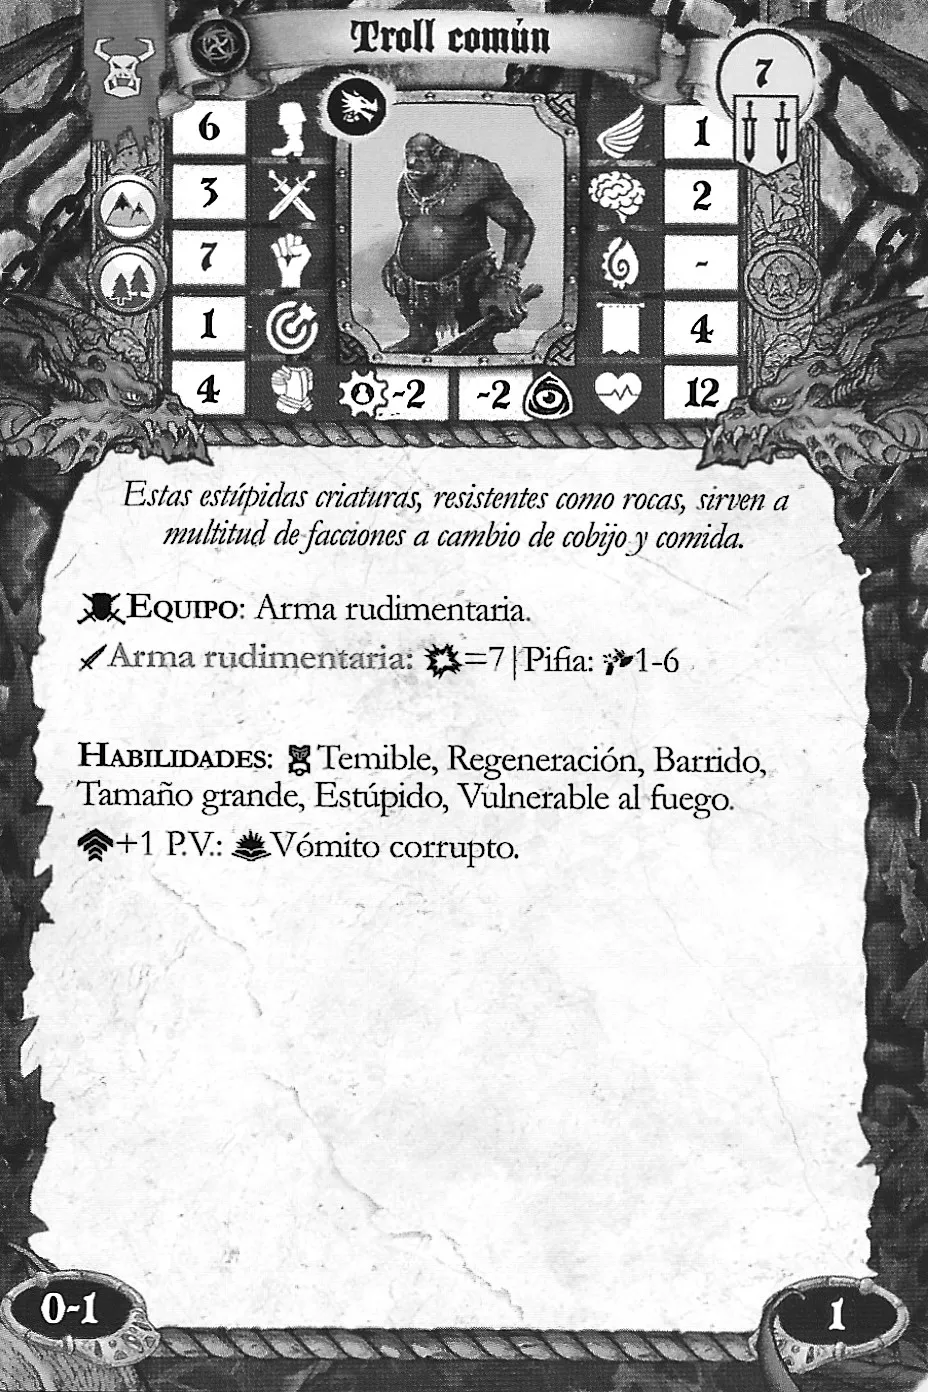 Troll común
7
6
1
3
2
7
-
1
4
4
-2
-2
12
Estas estúpidas criaturas, resistentes como rocas, sirven a
multitud de facciones a cambio de cobijo y comida.
EQUIPO: Arma rudimentaria.
Arma rudimentaria: =7|Pifia: 1-6
HABILIDADES: Temible, Regeneración, Barrido,
Tamaño grande, Estúpido, Vulnerable al fuego.
+1 P.V.: Vómito corrupto.
0-1
1